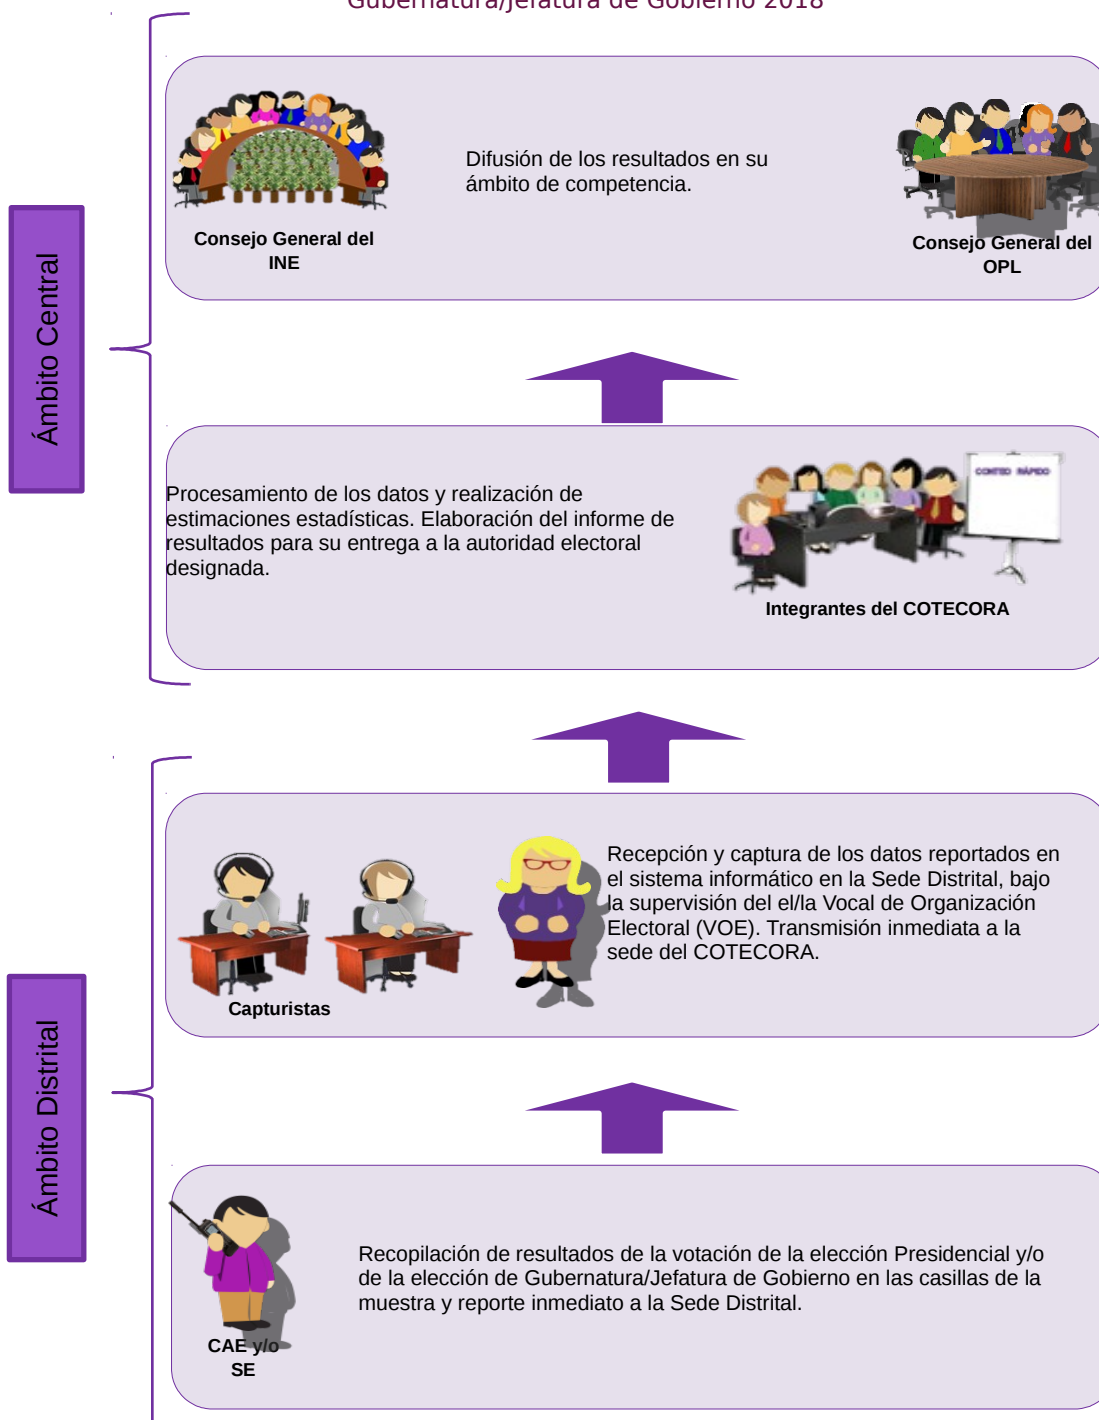 Gubernatura/Jefatura de Gobierno 2018
Ámbito Central
Difusión de los resultados en su
ámbito de competencia.
Consejo General del
INE
Consejo General del
OPL
Procesamiento de los datos y realización de
estimaciones estadísticas. Elaboración del informe de
resultados para su entrega a la autoridad electoral
designada.
CONTEO RÁPIDO
Integrantes del COTECORA
Ámbito Distrital
Recepción y captura de los datos reportados en
el sistema informático en la Sede Distrital, bajo
la supervisión del el/la Vocal de Organización
Electoral (VOE). Transmisión inmediata a la
sede del COTECORA.
Capturistas
Recopilación de resultados de la votación de la elección Presidencial y/o
de la elección de Gubernatura/Jefatura de Gobierno en las casillas de la
muestra y reporte inmediato a la Sede Distrital.
CAE y/o
SE